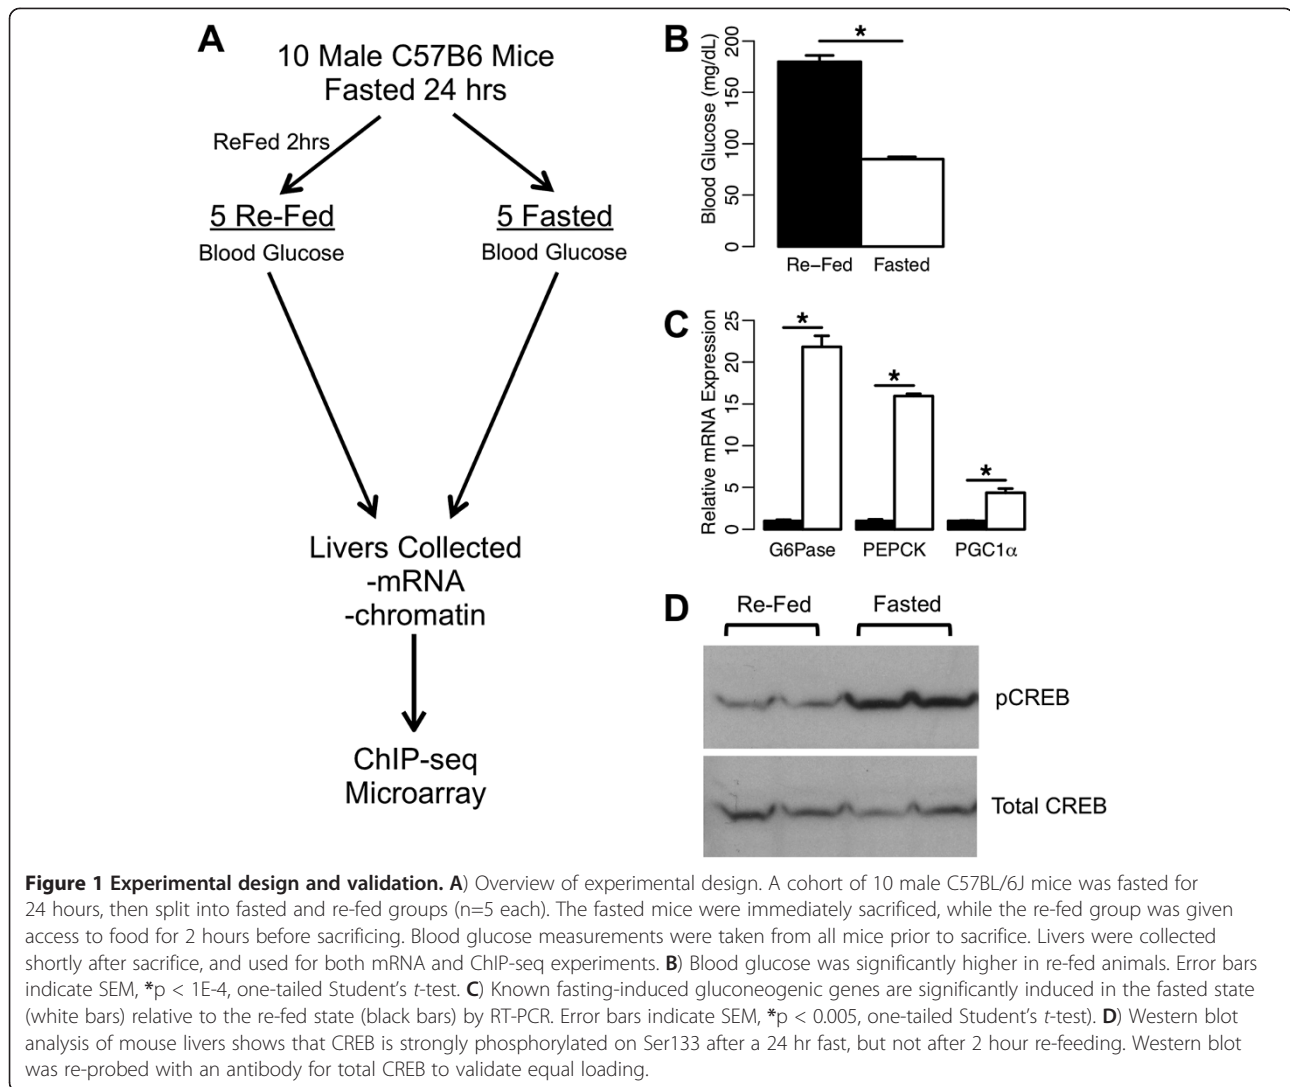 A
10 Male C57B6 Mice
Fasted 24 hrs
ReFed 2hrs
5 Re-Fed
Blood Glucose
5 Fasted
Blood Glucose
Livers Collected
-mRNA
-chromatin
ChIP-seq
Microarray
B
Blood Glucose (mg/dL)
200
150
100
50
0
*
Re-Fed
Fasted
C
Relative mRNA Expression
25
20
15
10
5
0
*
*
*
G6Pase
PEPCK
PGC1α
D
Re-Fed
Fasted
pCREB
Total CREB
Figure 1 Experimental design and validation. A) Overview of experimental design. A cohort of 10 male C57BL/6J mice was fasted for
24 hours, then split into fasted and re-fed groups (n=5 each). The fasted mice were immediately sacrificed, while the re-fed group was given
access to food for 2 hours before sacrificing. Blood glucose measurements were taken from all mice prior to sacrifice. Livers were collected
shortly after sacrifice, and used for both mRNA and ChIP-seq experiments. B) Blood glucose was significantly higher in re-fed animals. Error bars
indicate SEM, *p < 1E-4, one-tailed Student's t-test. C) Known fasting-induced gluconeogenic genes are significantly induced in the fasted state
(white bars) relative to the re-fed state (black bars) by RT-PCR. Error bars indicate SEM, *p < 0.005, one-tailed Student's t-test). D) Western blot
analysis of mouse livers shows that CREB is strongly phosphorylated on Ser133 after a 24 hr fast, but not after 2 hour re-feeding. Western blot
was re-probed with an antibody for total CREB to validate equal loading.